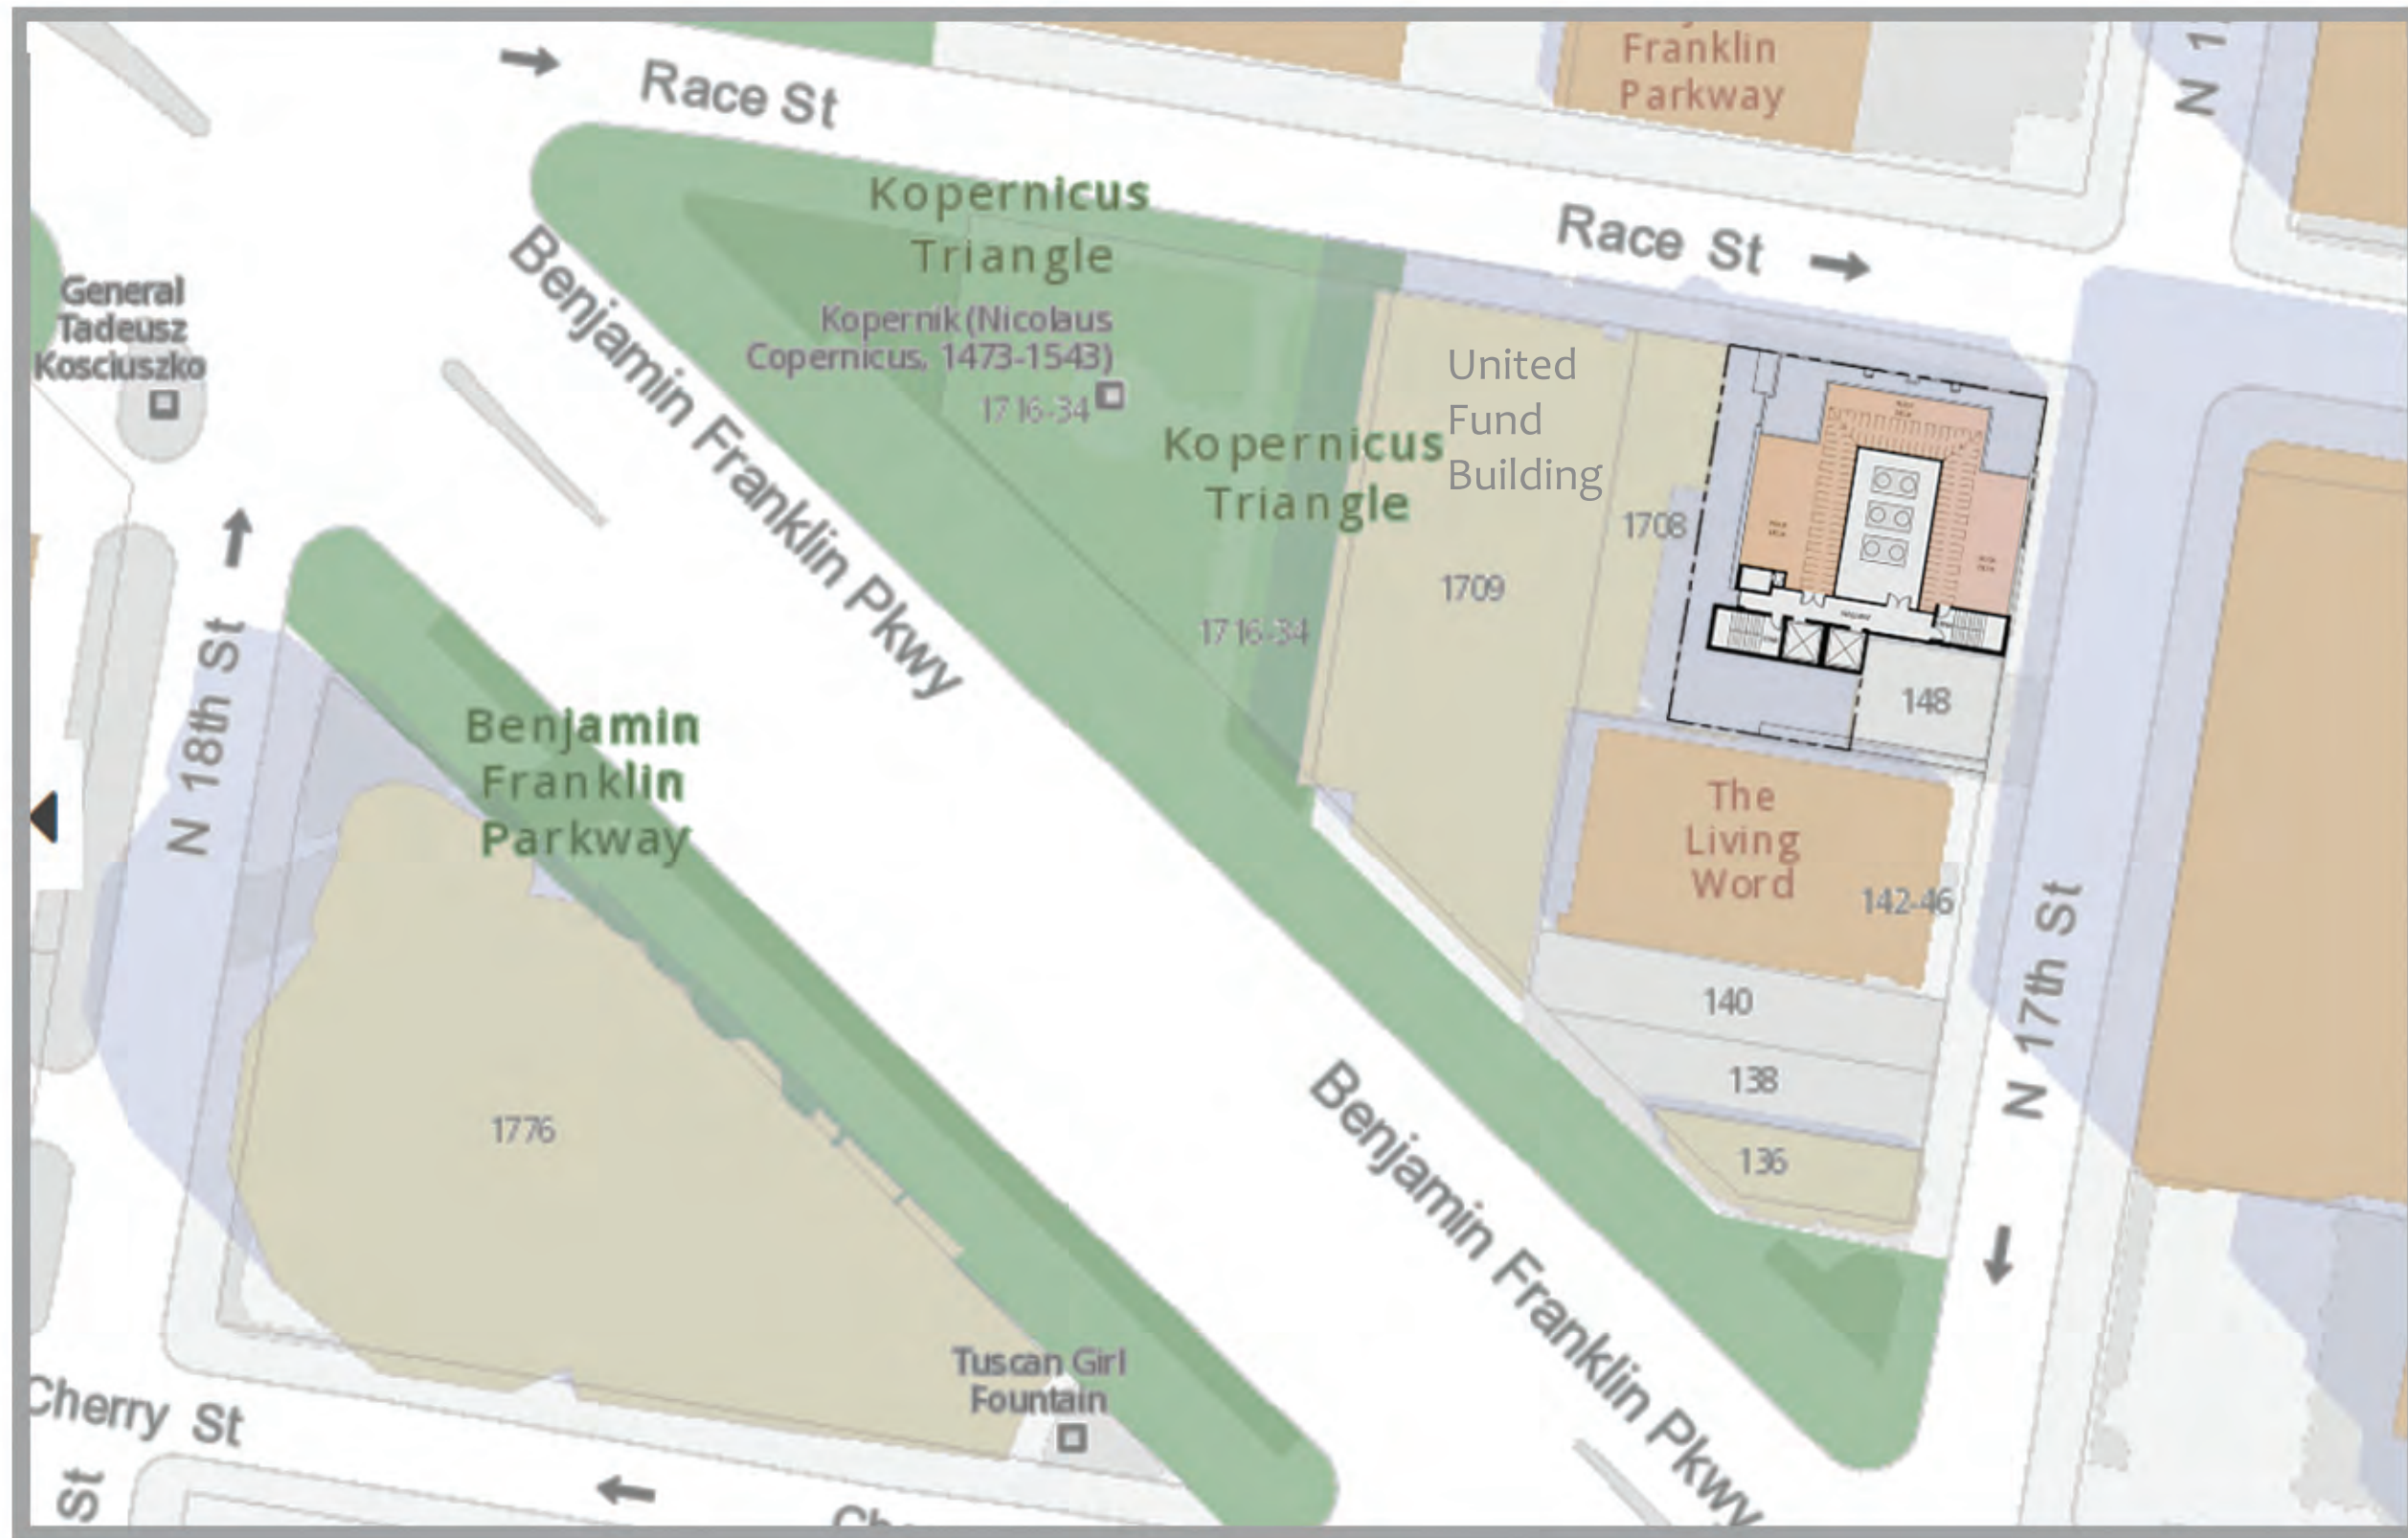 Race St
Franklin
Parkway
N
Race St
Kopernicus
Triangle
Kopernik (Nicolaus
Copernicus, 1473-1543)
1716-34
General
Tadeusz
Kosciuszko
Benjamin Franklin Pkwy
Kopernicus
Triangle
1716-34
United
Fund
Building
1708
1709
148
N 18th St
Benjamin
Franklin
Parkway
The
Living
Word
142-46
140
138
136
N 17th St
1776
Benjamin Franklin Pkwy
Tuscan Girl
Fountain
Cherry St
St